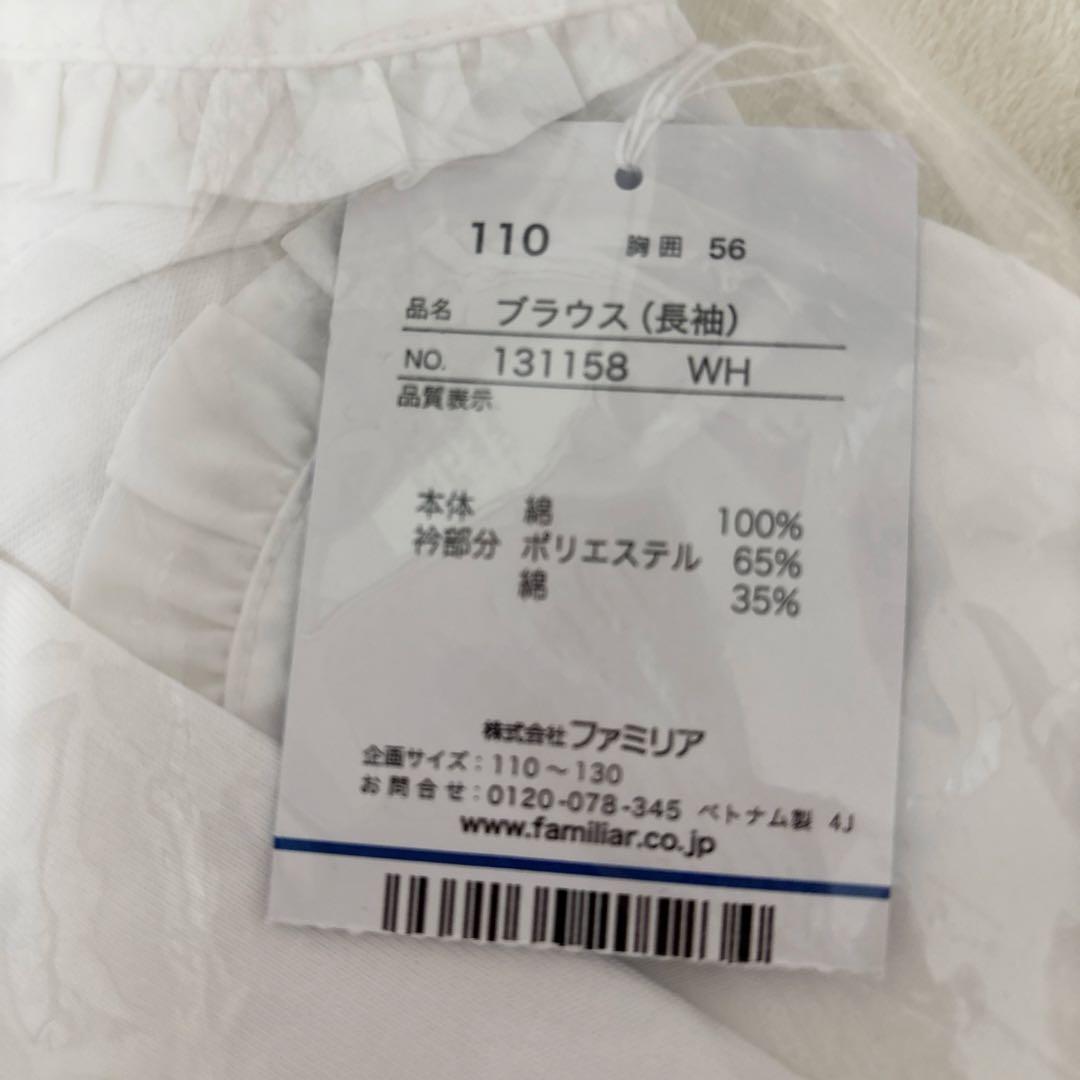 110 胸囲 56
品名 ブラウス(長袖)
NO. 131158 WH
品質表示
本体 綿 100%
衿部分 ポリエステル 65%
綿 35%
株式会社ファミリア
企画サイズ:110～130
お問合せ:0120-078-345 ベトナム製 4J
www.familiar.co.jp